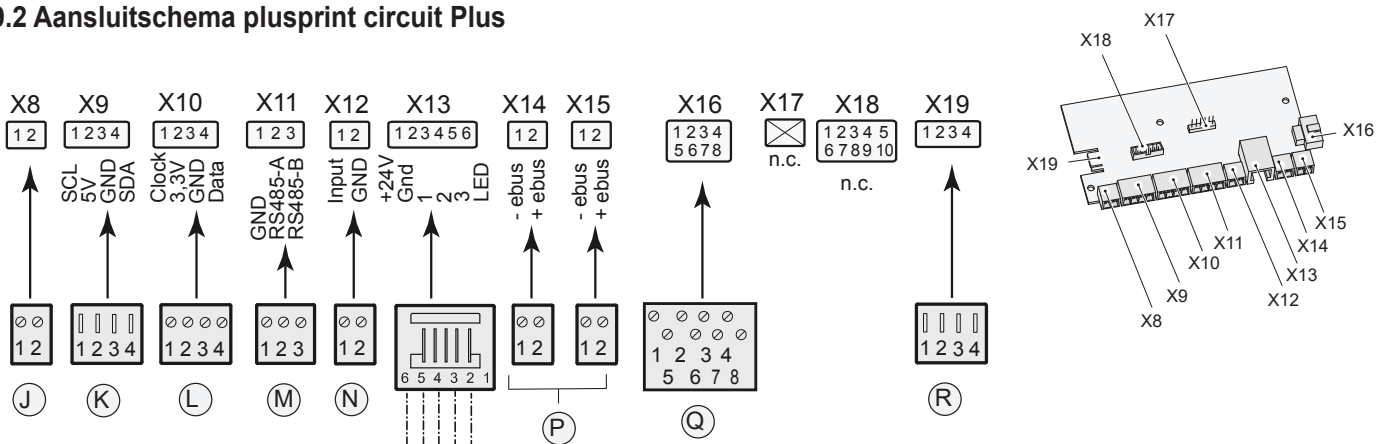 .2 Aansluitschema plusprint circuit Plus
X8 X9 X10 X11 X12 X13 X14 X15 X16 X17 X18 X19
1 2
1 2 3 4
1 2 3 4
1 2 3
1 2
1 2 3 4 5 6
1 2
1 2
1 2 3 4
5 6 7 8
n.c.
1 2 3 4 5
6 7 8 9 10
n.c.
1 2 3 4
SCL
5V
GND
SDA
Clock
3,3V
GND
Data
GND
RS485-A
RS485-B
Input
GND
+24V
Gnd
1
2
3
LED
- ebus
+ ebus
- ebus
+ ebus
1 2
1 2 3 4
1 2 3 4
1 2 3
1 2
6 5 4 3 2 1
1 2
1 2
1 2 3 4
5 6 7 8
1 2 3 4
J
K
L
M
N
P
Q
R
X17
X18
X16
X19
X15
X14
X11
X13
X10
X12
X9
X8